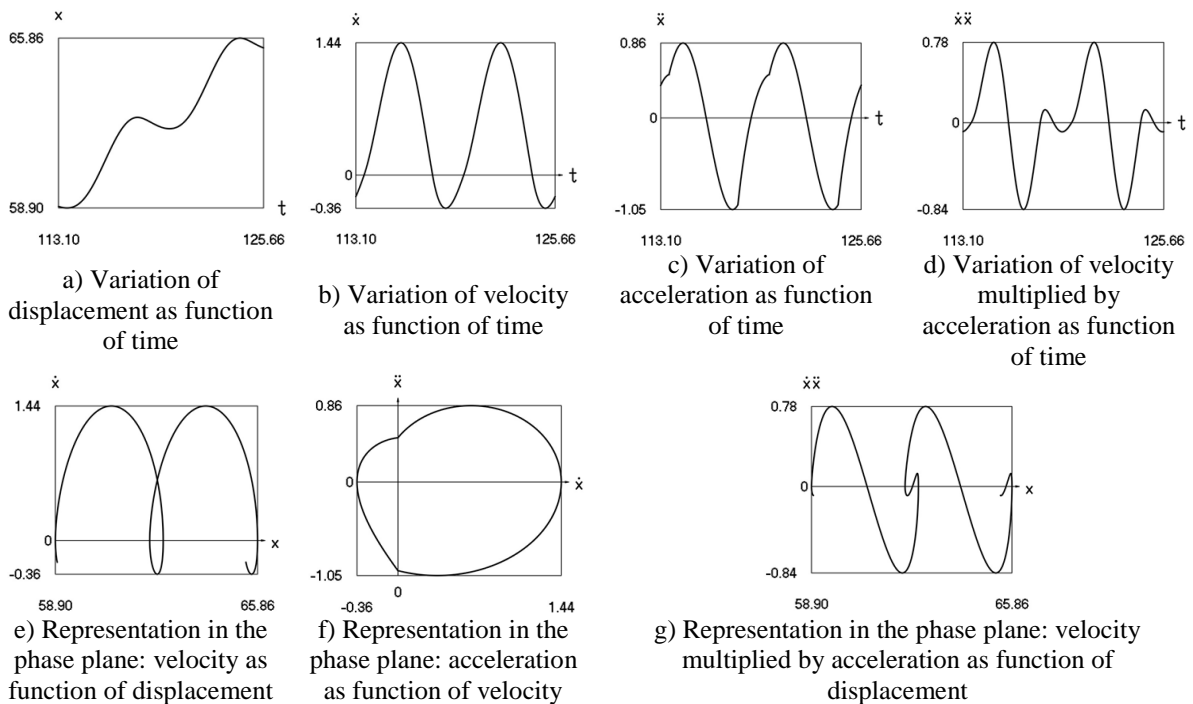 x
65.86
58.90
t
113.10
125.66
a) Variation of
displacement as function
of time
ẋ
1.44
0
t
-0.36
113.10
125.66
b) Variation of velocity
as function of time
ẍ
0.86
0
t
-1.05
113.10
125.66
c) Variation of
acceleration as function
of time
ẋẍ
0.78
0
t
-0.84
113.10
125.66
d) Variation of velocity
multiplied by
acceleration as function
of time
ẋ
1.44
0
x
-0.36
58.90
65.86
e) Representation in the
phase plane: velocity as
function of displacement
ẍ
0.86
0
ẋ
-1.05
0
-0.36
1.44
f) Representation in the
phase plane: acceleration
as function of velocity
ẋẍ
0.78
0
x
-0.84
58.90
65.86
g) Representation in the phase plane: velocity
multiplied by acceleration as function of
displacement